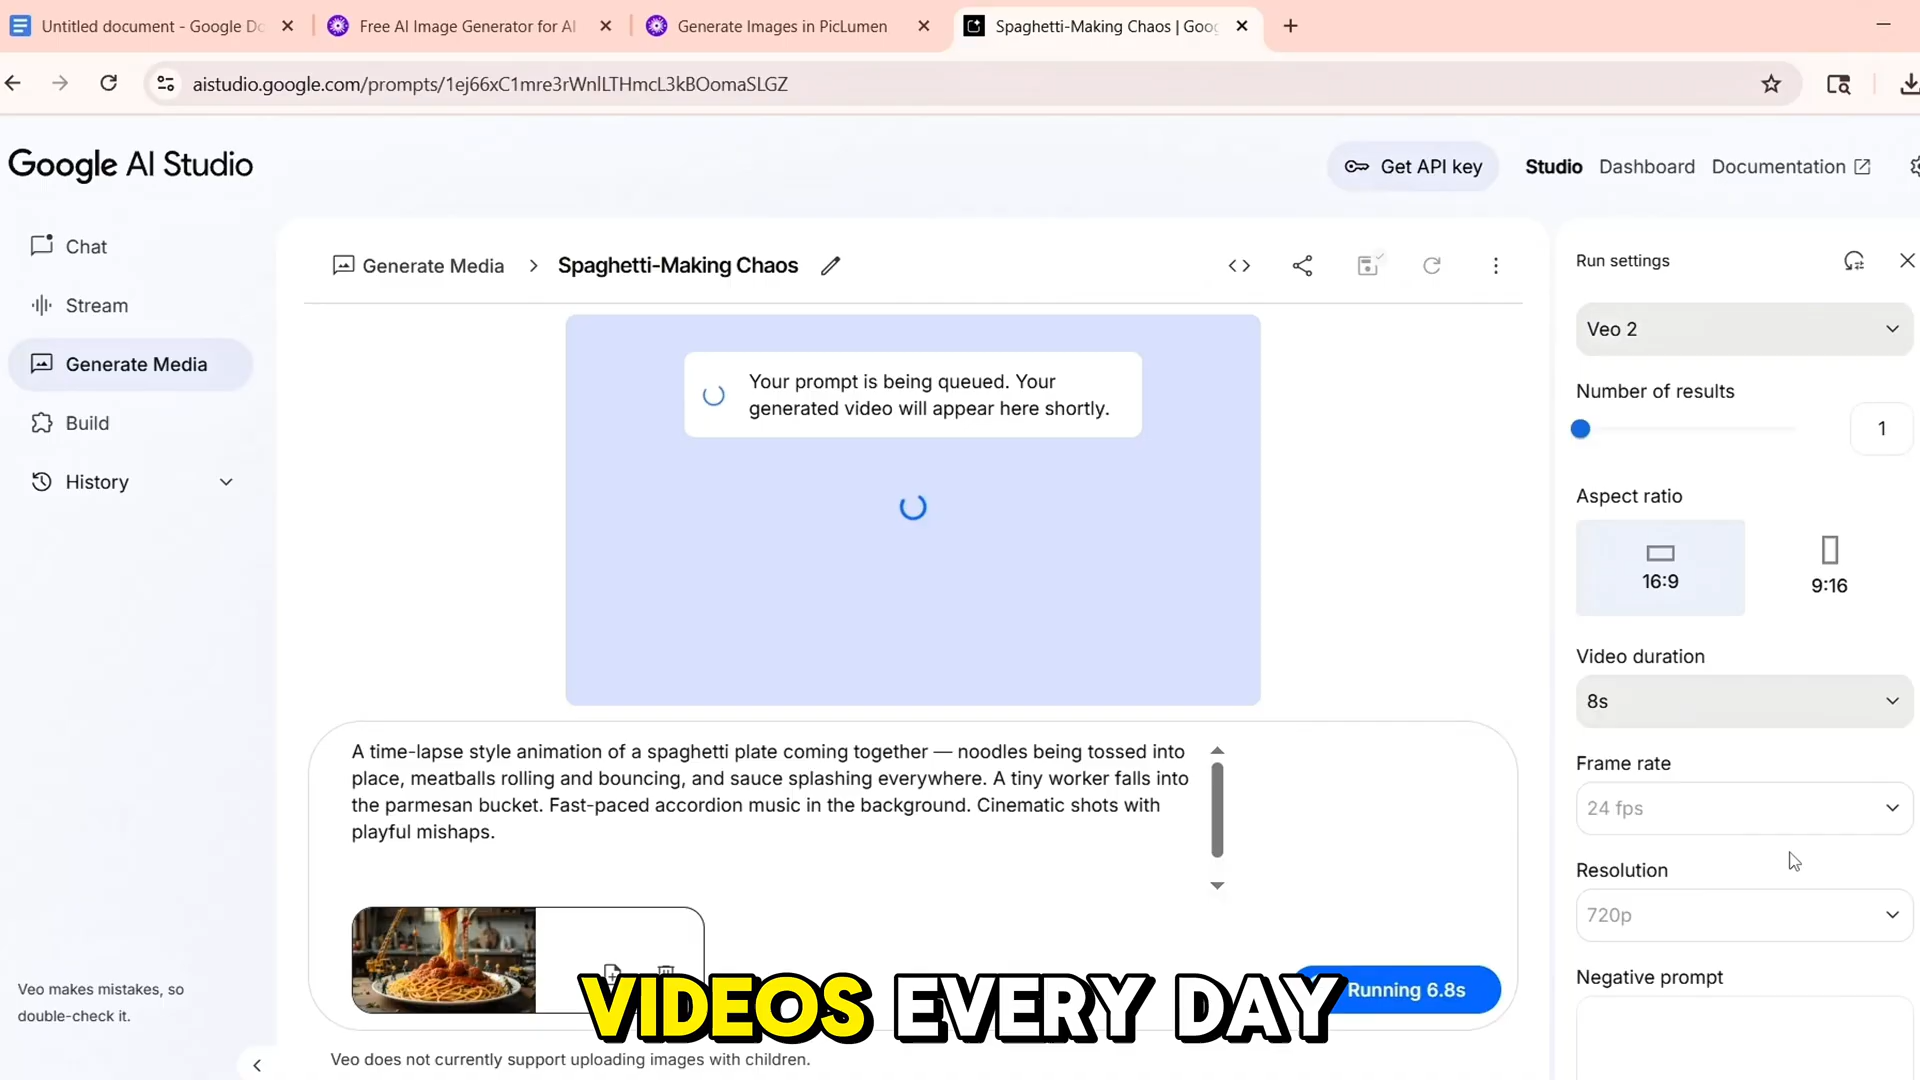 Untitled document - Google Do
Free AI Image Generator for AI
Generate Images in PicLumen
Spaghetti-Making Chaos | Goog
aistudio.google.com/prompts/1ej66xC1mre3rWnlLTHmcL3kBOomaSLGZ
Google AI Studio
Get API key
Studio
Dashboard
Documentation
Chat
Stream
Generate Media
Build
History
Generate Media > Spaghetti-Making Chaos
Your prompt is being queued. Your
generated video will appear here shortly.
A time-lapse style animation of a spaghetti plate coming together — noodles being tossed into
place, meatballs rolling and bouncing, and sauce splashing everywhere. A tiny worker falls into
the parmesan bucket. Fast-paced accordion music in the background. Cinematic shots with
playful mishaps.
Running 6.8s
VIDEOS EVERY DAY
Veo does not currently support uploading images with children.
Veo makes mistakes, so
double-check it.
Run settings
Veo 2
Number of results
1
Aspect ratio
16:9
9:16
Video duration
8s
Frame rate
24 fps
Resolution
720p
Negative prompt